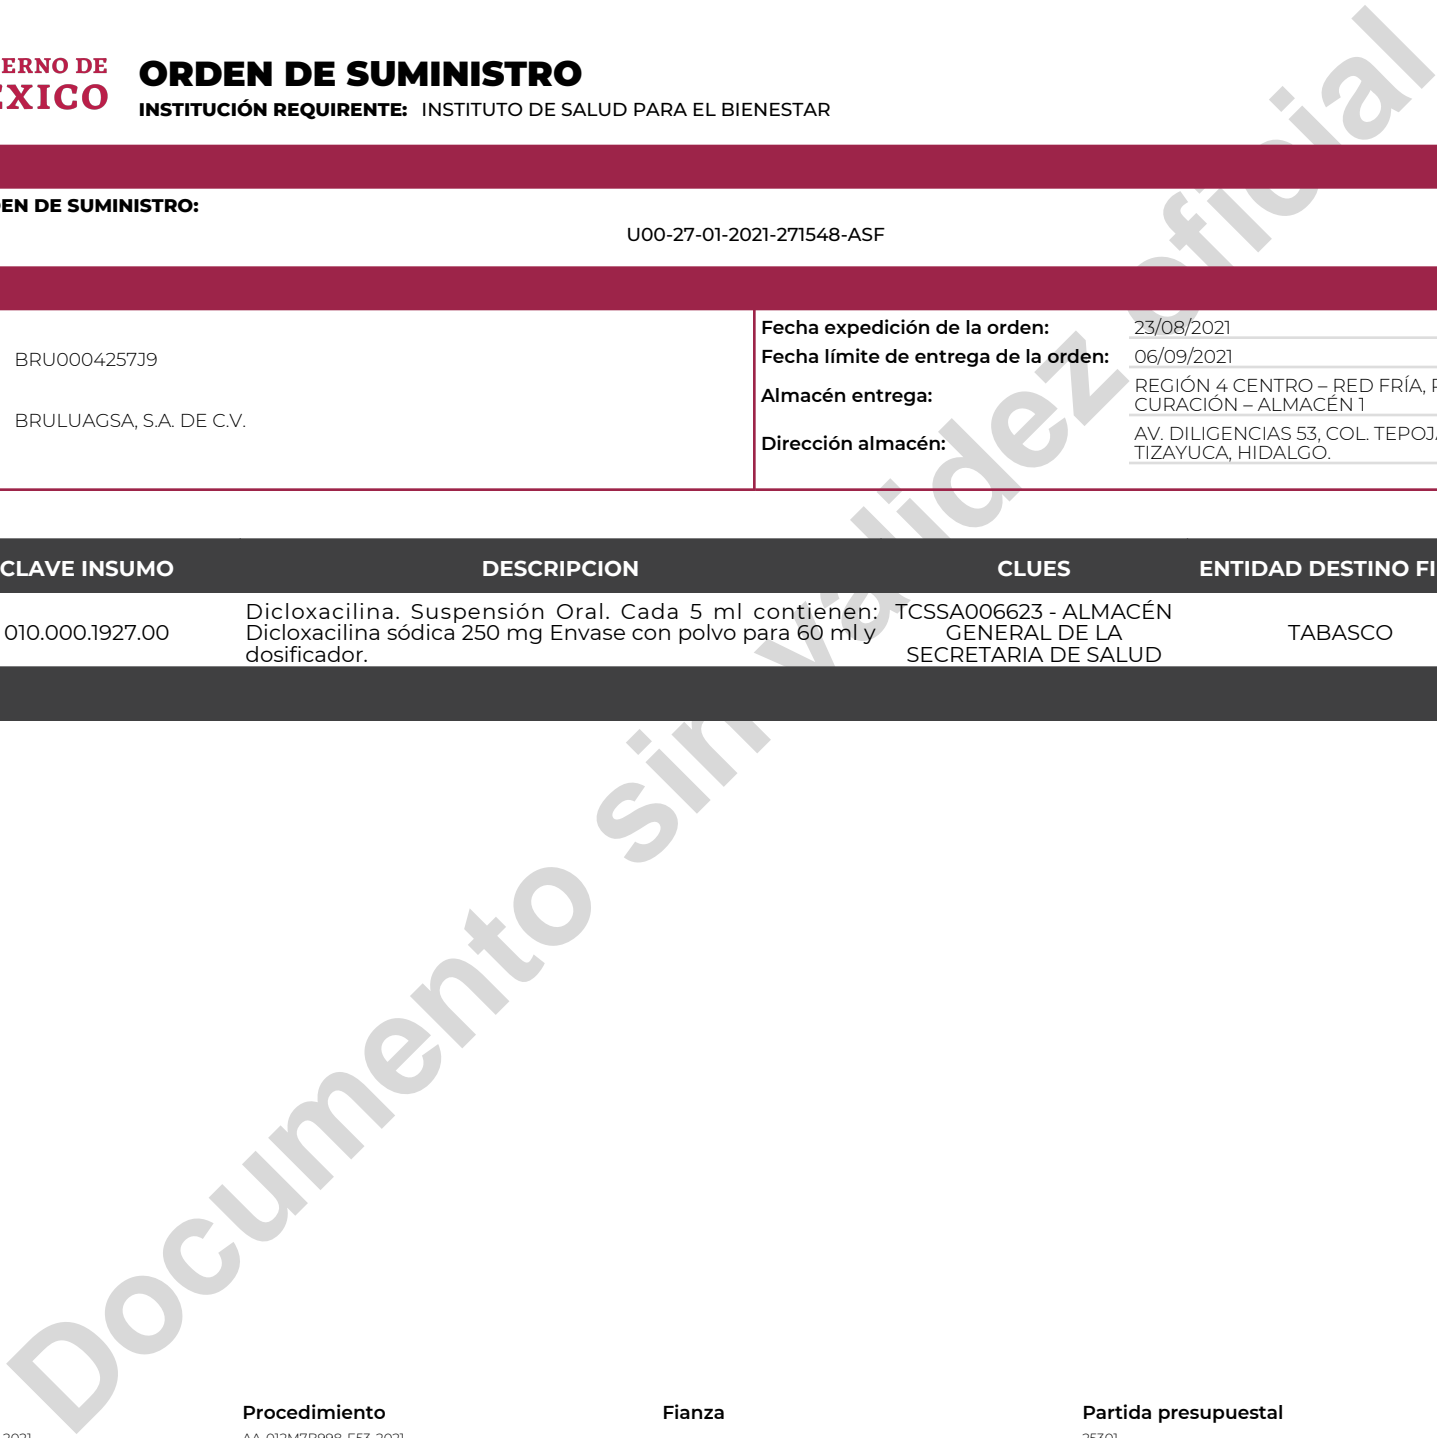 ERNO DE
ORDEN DE SUMINISTRO
INSTITUCIÓN REQUIRENTE: INSTITUTO DE SALUD PARA EL BIENESTAR
EN DE SUMINISTRO:
U00-27-01-2021-271548-ASF
BRU0004257J9
BRULUAGSA, S.A. DE C.V.
Fecha expedición de la orden: 23/08/2021
Fecha límite de entrega de la orden: 06/09/2021
Almacén entrega: REGIÓN 4 CENTRO – RED FRÍA,
CURACIÓN – ALMACÉN 1
Dirección almacén: AV. DILIGENCIAS 53, COL. TEPOJ
TIZAYUCA, HIDALGO.
CLAVE INSUMO DESCRIPCION CLUES ENTIDAD DESTINO FI
010.000.1927.00
Dicloxacilina. Suspensión Oral. Cada 5 ml contienen:
Dicloxacilina sódica 250 mg Envase con polvo para 60 ml y
dosificador.
TCSSA006623 - ALMACÉN
GENERAL DE LA
SECRETARIA DE SALUD
TABASCO
Documento sin validez oficial
Procedimiento Fianza Partida presupuestal